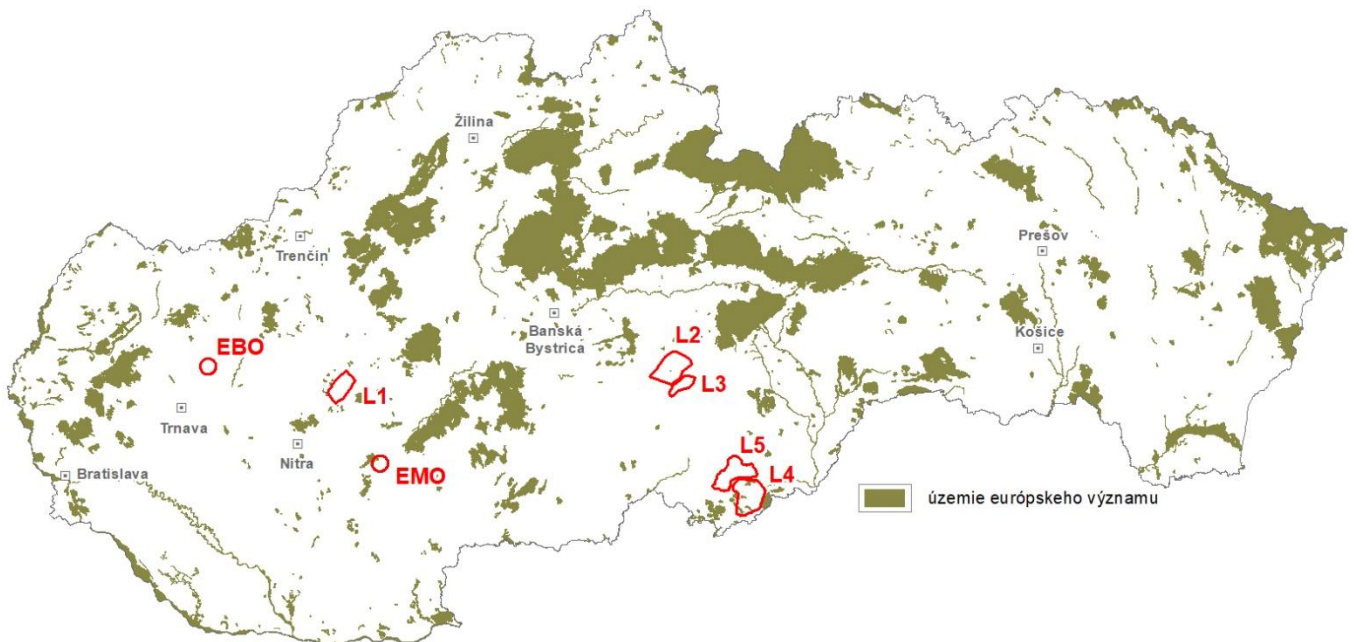 Žilina
Trenčín
Prešov
Banská
Bystrica
Košice
EBO
L2
L3
L1
Trnava
Nitra
EMO
Bratislava
L5
L4
územie európskeho významu